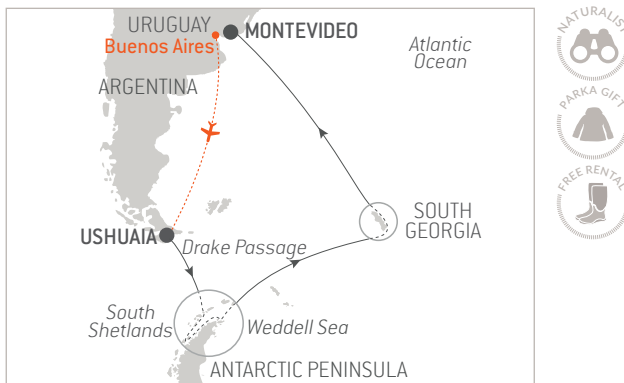 URUGUAY
Buenos Aires
MONTEVIDEO
Atlantic
Ocean
ARGENTINA
USHUAIA
Drake Passage
SOUTH
GEORGIA
South
Shetlands
Weddell Sea
ANTARCTIC PENINSULA
NATURALIST
PARKA GIFT
FREE RENTAL